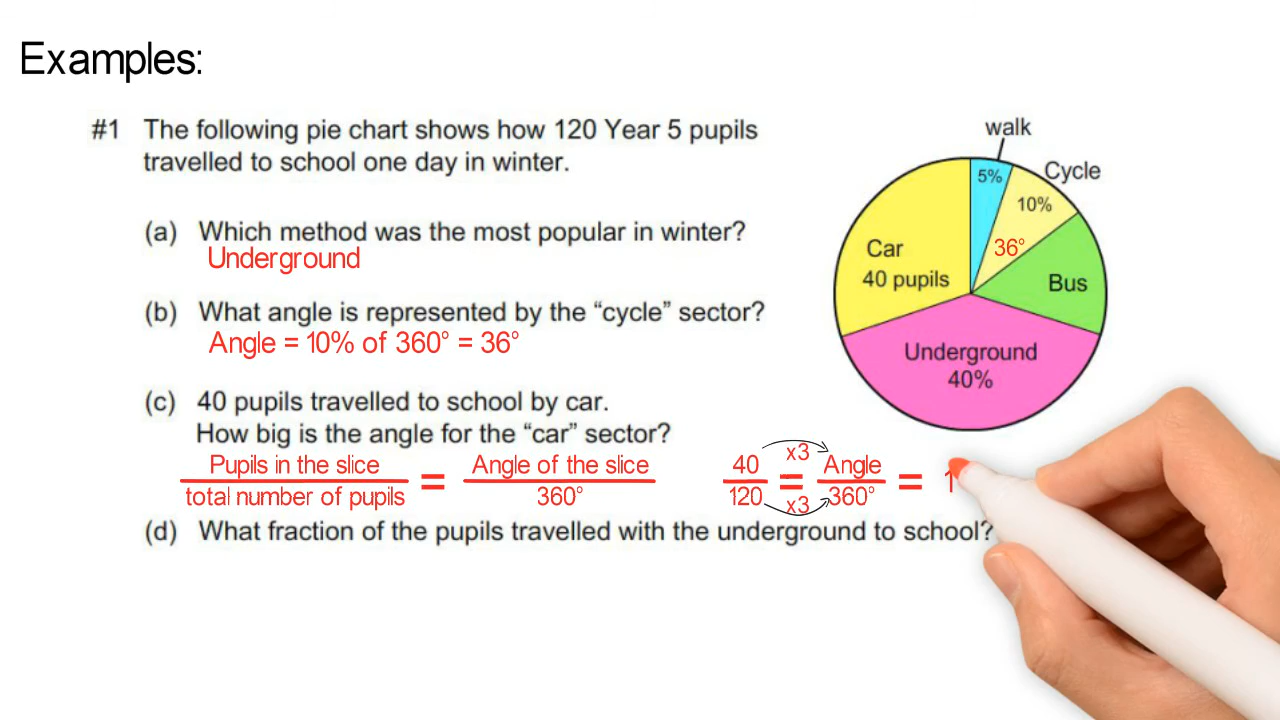 Examples:
#1 The following pie chart shows how 120 Year 5 pupils
travelled to school one day in winter.
(a) Which method was the most popular in winter?
Underground
(b) What angle is represented by the “cycle” sector?
Angle = 10% of 360° = 36°
(c) 40 pupils travelled to school by car.
How big is the angle for the “car” sector?
Pupils in the slice
total number of pupils
=
Angle of the slice
360°
40
120
x3
=
x3
Angle
360°
= 1
(d) What fraction of the pupils travelled with the underground to school?
walk
Cycle
5%
10%
36°
Car
40 pupils
Bus
Underground
40%